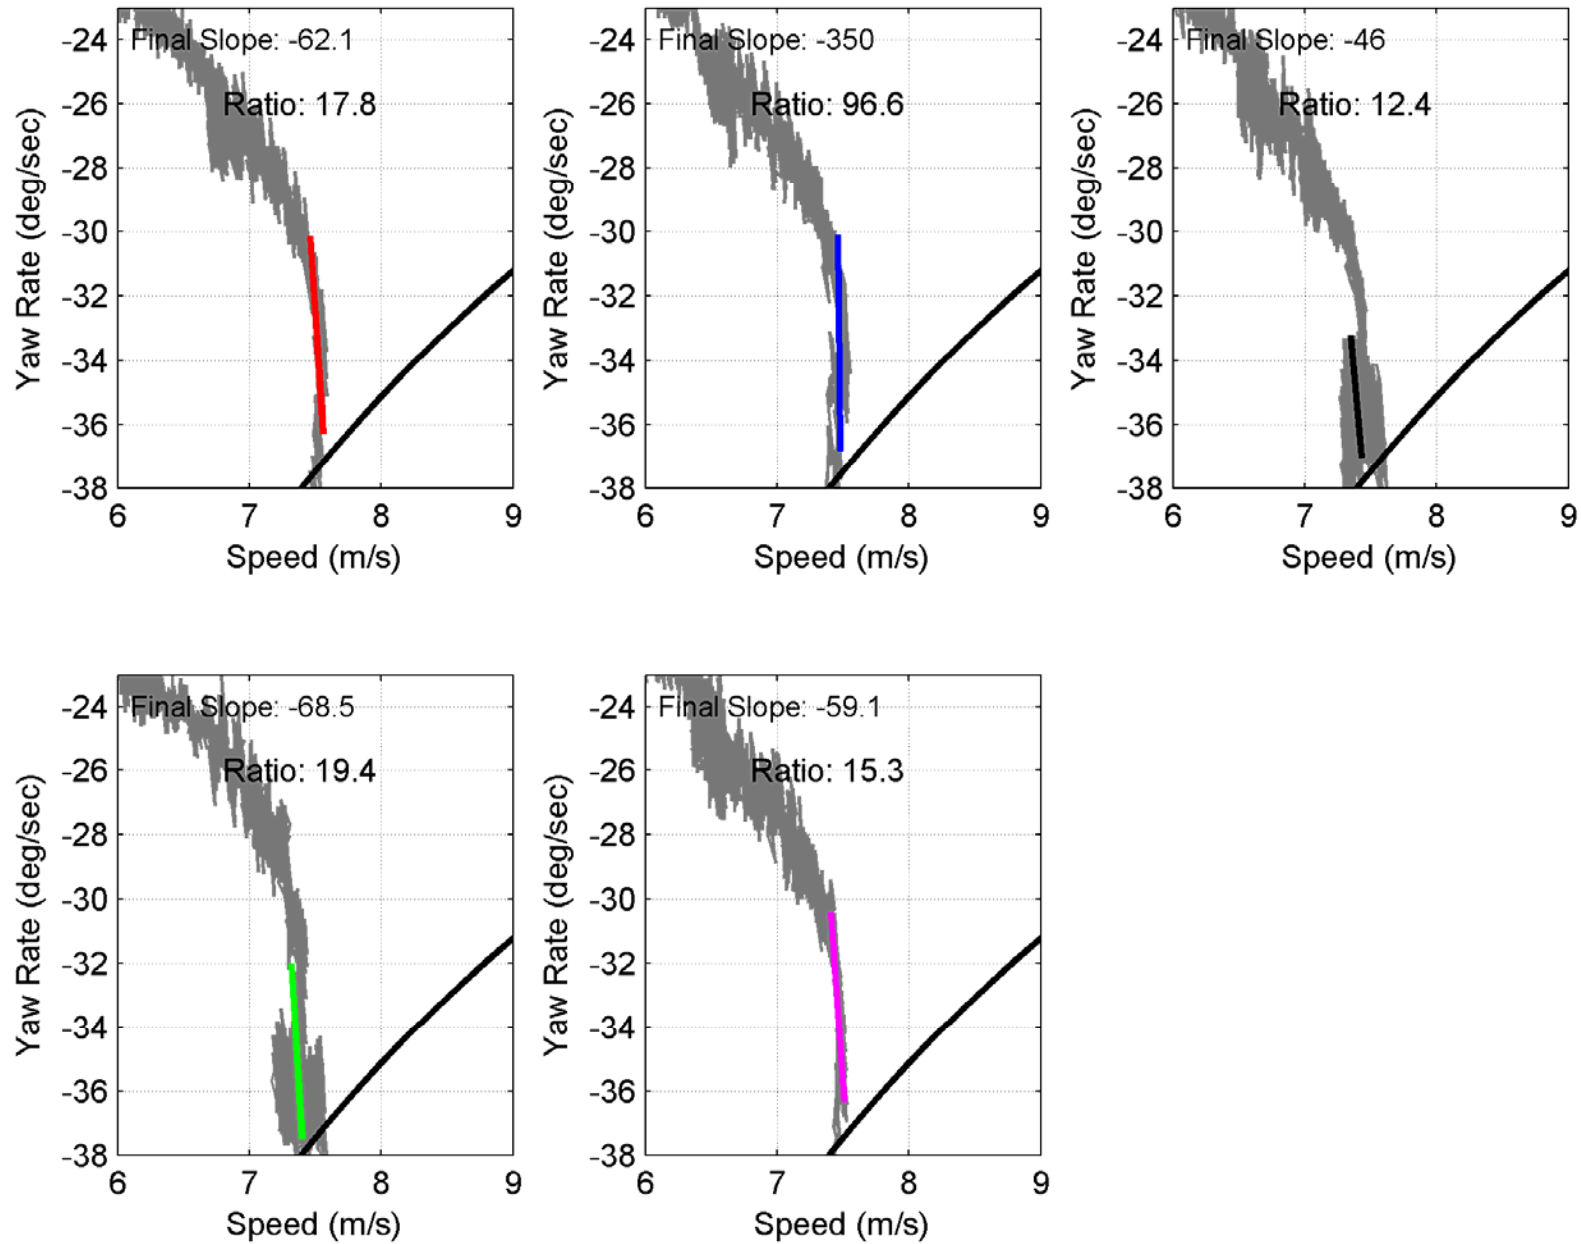 Final Slope: -62.1
Ratio: 17.8
-24
-26
-28
-30
-32
-34
-36
-38
Yaw Rate (deg/sec)
6 7 8 9
Speed (m/s)
Final Slope: -350
Ratio: 96.6
-24
-26
-28
-30
-32
-34
-36
-38
Yaw Rate (deg/sec)
6 7 8 9
Speed (m/s)
Final Slope: -46
Ratio: 12.4
-24
-26
-28
-30
-32
-34
-36
-38
Yaw Rate (deg/sec)
6 7 8 9
Speed (m/s)
Final Slope: -68.5
Ratio: 19.4
-24
-26
-28
-30
-32
-34
-36
-38
Yaw Rate (deg/sec)
6 7 8 9
Speed (m/s)
Final Slope: -59.1
Ratio: 15.3
-24
-26
-28
-30
-32
-34
-36
-38
Yaw Rate (deg/sec)
6 7 8 9
Speed (m/s)